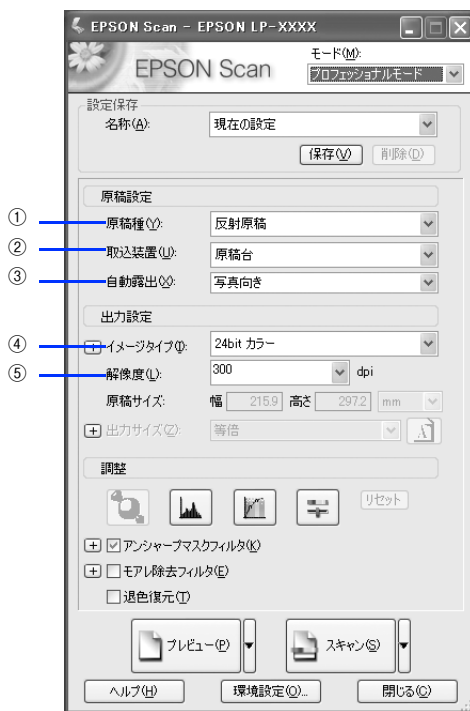 EPSON Scan - EPSON LP-XXXX
EPSON Scan
モード(M):
プロフェッショナルモード
設定保存
名称(A): 現在の設定
保存(V) 削除(D)
原稿設定
① 原稿種(Y): 反射原稿
② 取込装置(U): 原稿台
③ 自動露出(X): 写真向き
出力設定
④ イメージタイプ(I): 24bit カラー
⑤ 解像度(L): 300 dpi
原稿サイズ: 幅 215.9 高さ 297.2 mm
出力サイズ(Z): 等倍
調整
リセット
アンシャープマスクフィルタ(K)
モアレ除去フィルタ(E)
退色復元(T)
プレビュー(P) スキャン(S)
ヘルプ(H) 環境設定(O)... 閉じる(C)